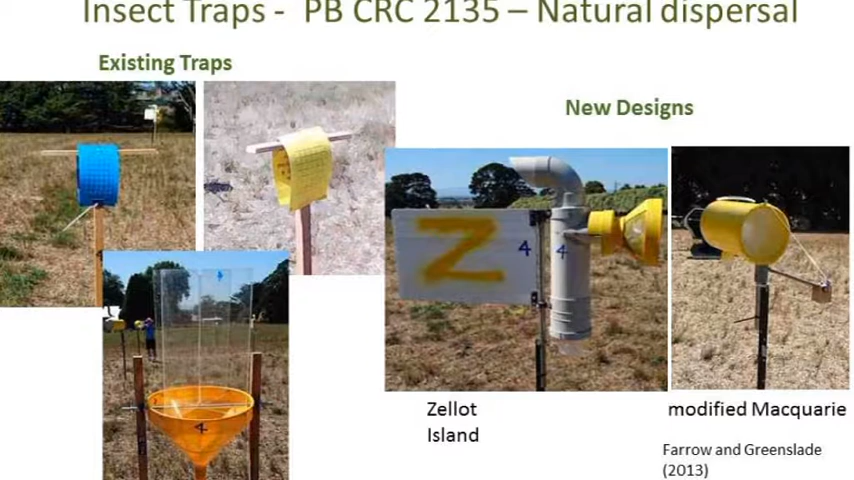 Insect Traps - PB CRC 2135 – Natural dispersal
Existing Traps
New Designs
Z
4
4
4
Zellot
Island
modified Macquarie
Farrow and Greenslade
(2013)